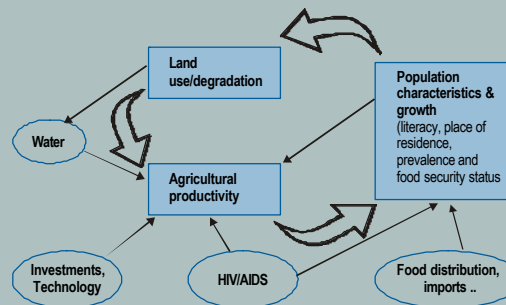 Land
use/degradation
Population
characteristics &
growth
(literacy, place of
residence,
prevalence and
food security status
Water
Agricultural
productivity
Investments,
Technology
HIV/AIDS
Food distribution,
imports ..